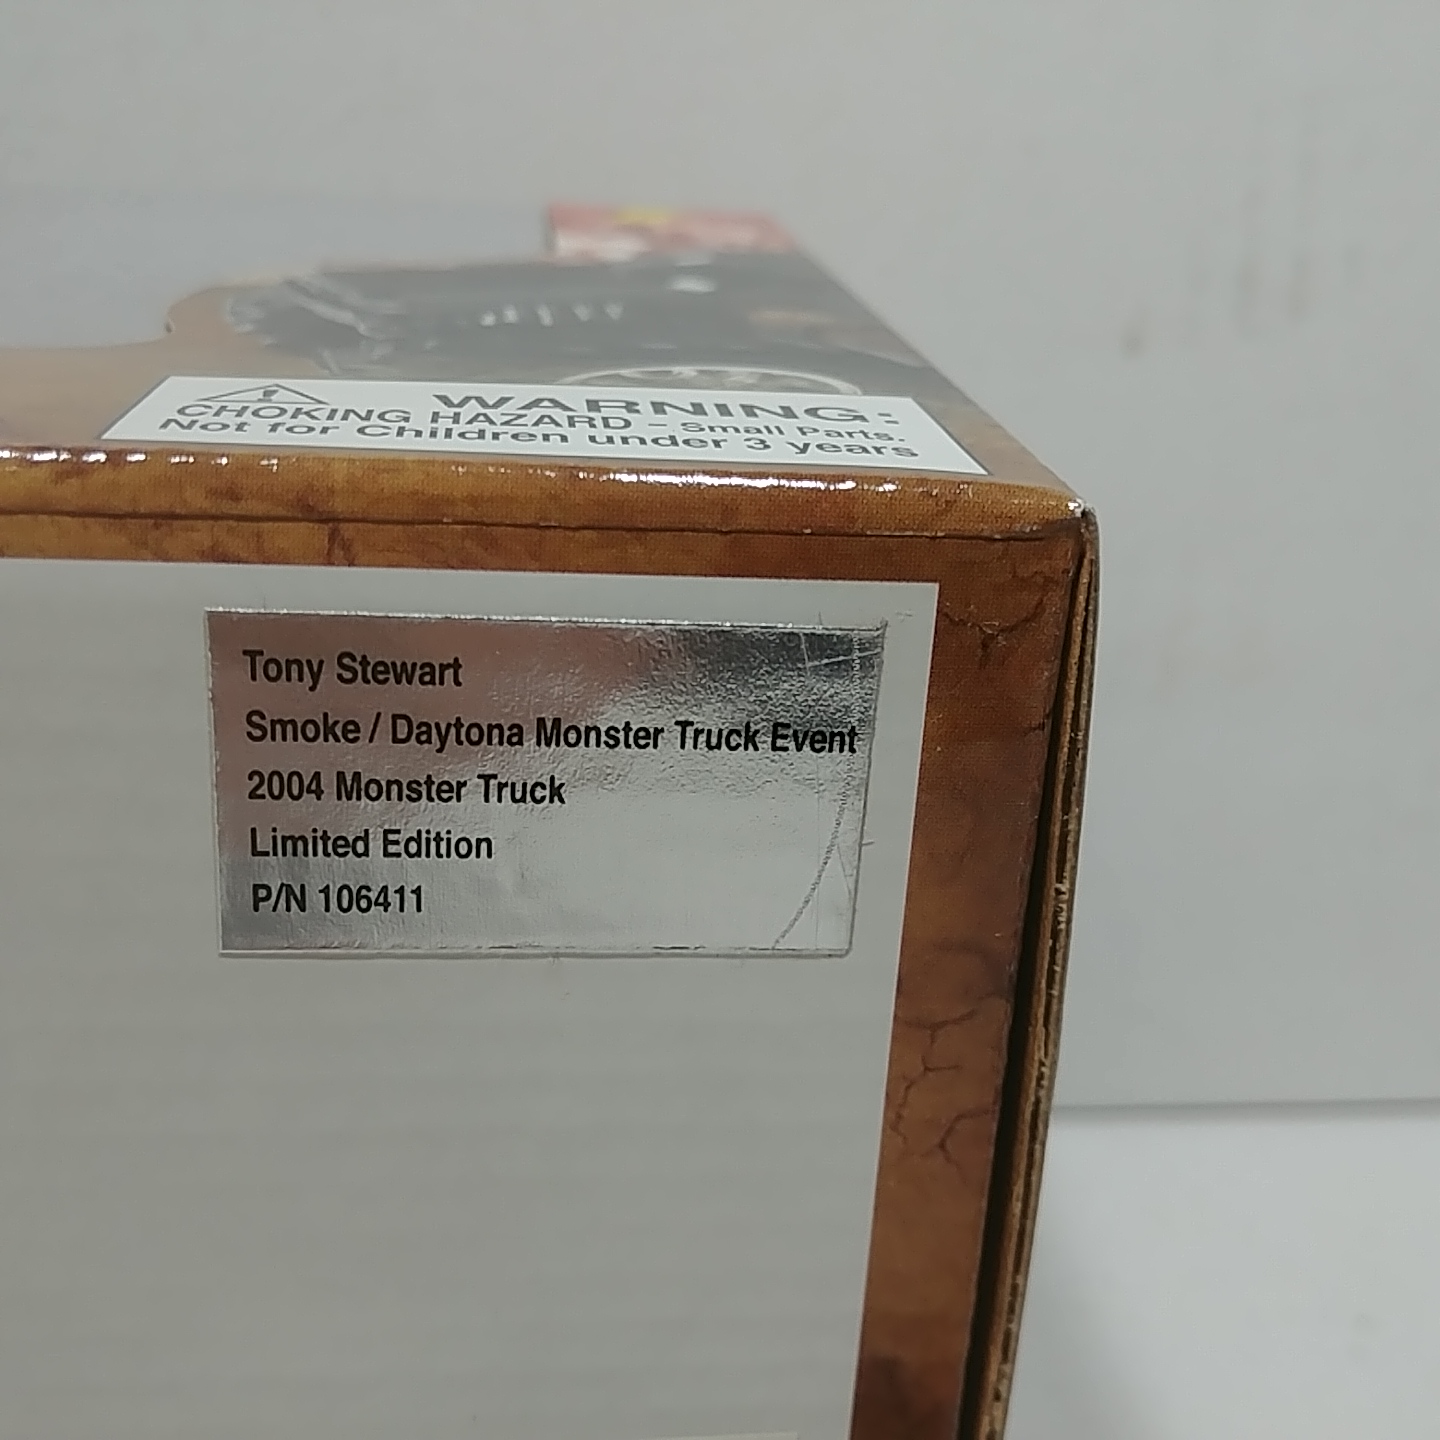 WARNING:
CHOKING HAZARD - Small Parts.
Not for Children under 3 years
Tony Stewart
Smoke / Daytona Monster Truck Event
2004 Monster Truck
Limited Edition
P/N 106411